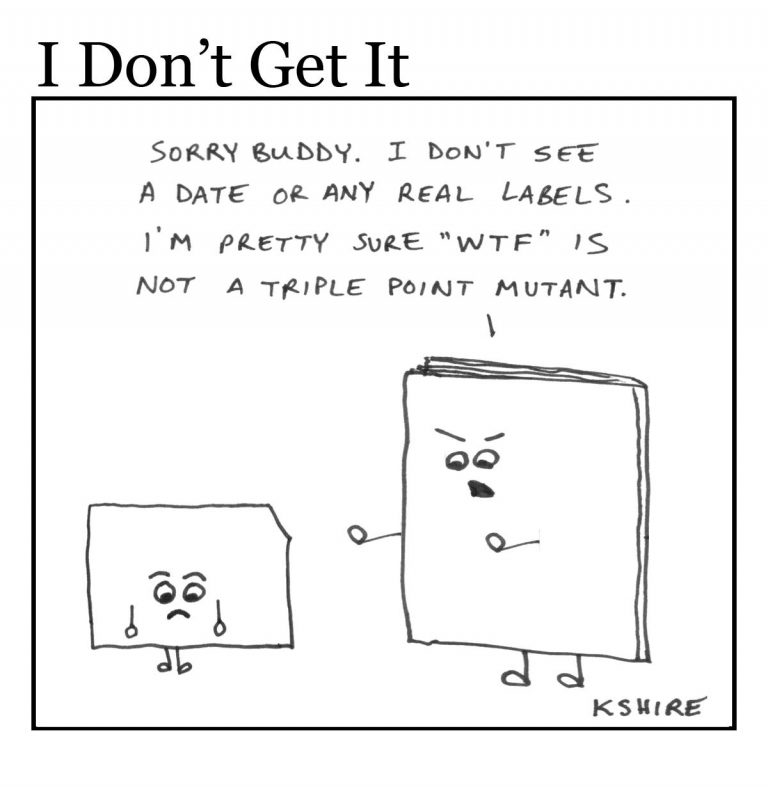 I Don’t Get It
SORRY BUDDY. I DON'T SEE
A DATE OR ANY REAL LABELS.
I'M PRETTY SURE "WTF" IS
NOT A TRIPLE POINT MUTANT.
KSHIRE